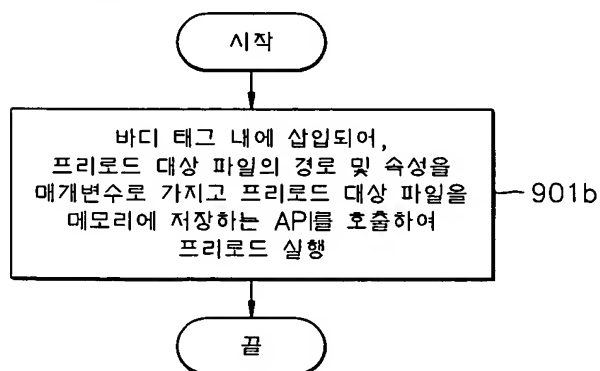 시작
바디 태그 내에 삽입되어,
프리로드 대상 파일의 경로 및 속성을
매개변수로 가지고 프리로드 대상 파일을
메모리에 저장하는 API를 호출하여
프리로드 실행
901b
끝